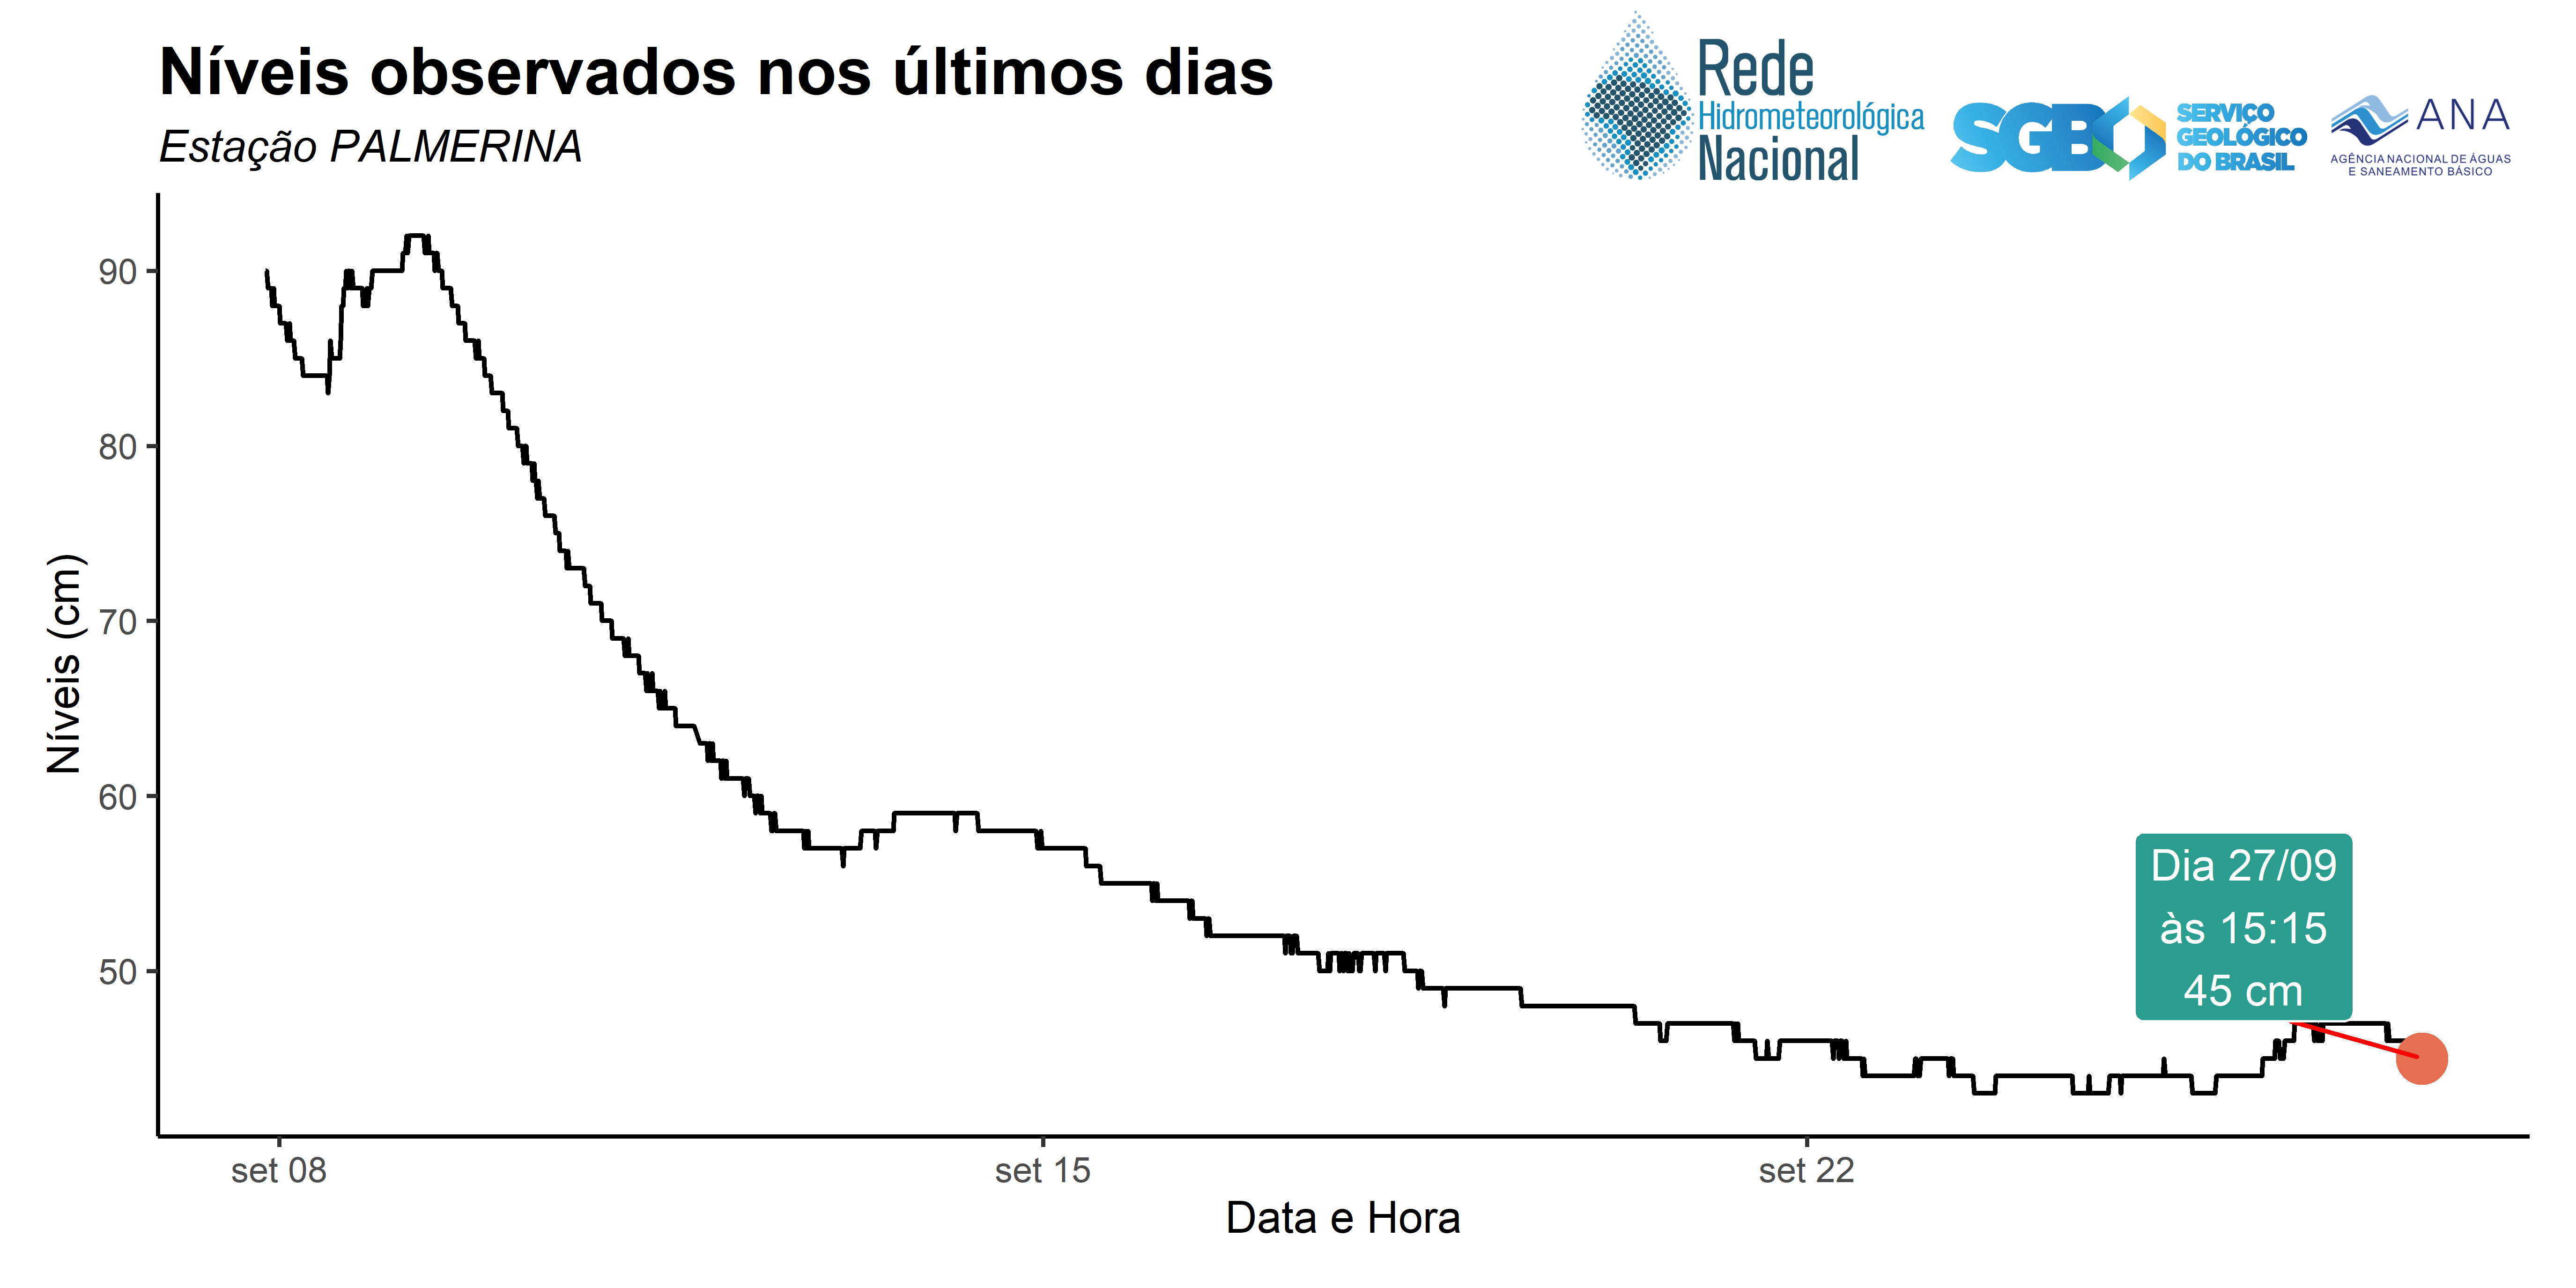 Níveis observados nos últimos dias
Estação PALMERINA
Rede
Hidrometeorológica
Nacional
SGB
SERVIÇO
GEOLÓGICO
DO BRASIL
ANA
AGÊNCIA NACIONAL DE ÁGUAS
E SANEAMENTO BÁSICO
Níveis (cm)
90
80
70
60
50
Dia 27/09
às 15:15
45 cm
set 08
set 15
set 22
Data e Hora